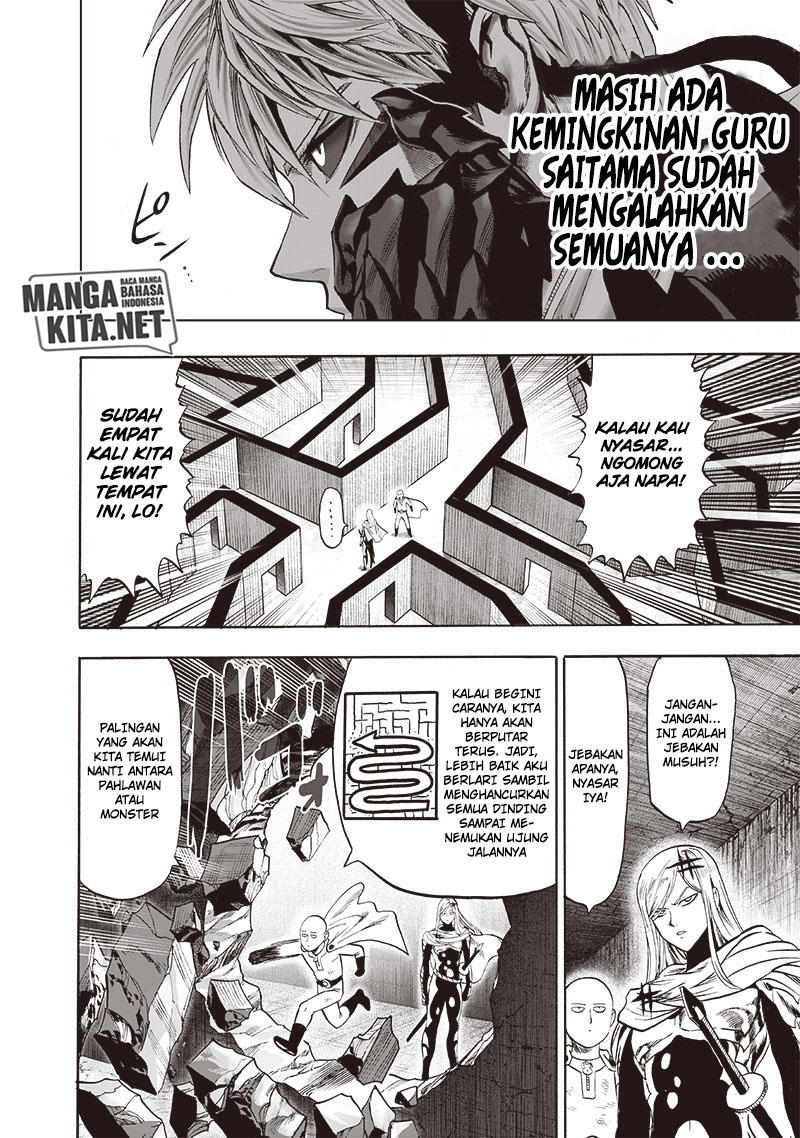 MASIH ADA
KEMINGKINAN GURU
SAITAMA SUDAH
MENGALAHKAN
SEMUANYA ...
ピンッ
MANGA
KITA.NET
BACA MANGA
BAHASA
INDONESIA
KALAU KAU
NYASAR...
NGOMONG
AJA NAPA!
SUDAH
EMPAT
KALI KITA
LEWAT
TEMPAT
INI, LO!
.....
JANGAN-
JANGAN...
INI ADALAH
JEBAKAN
MUSUH?!
JEBAKAN
APANYA,
NYASAR
IYA!
KALAU BEGINI
CARANYA, KITA
HANYA AKAN
BERPUTAR
TERUS. JADI,
LEBIH BAIK AKU
BERLARI SAMBIL
MENGHANCURKAN
SEMUA DINDING
SAMPAI ME-
NEMUKAN UJUNG
JALANNYA
PALINGAN
YANG AKAN
KITA TEMUI
NANTI ANTARA
PAHLAWAN
ATAU
MONSTER